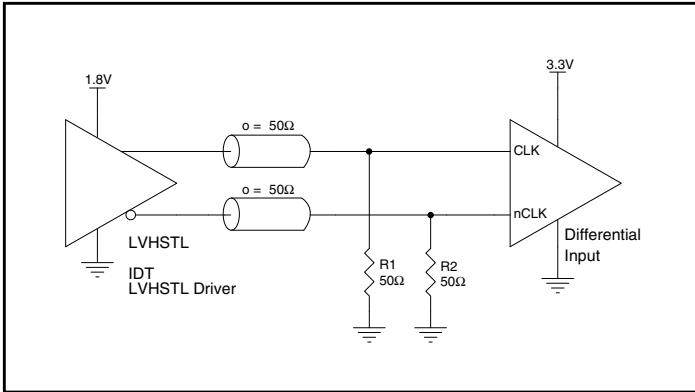 3.3V
1.8V
o = 50Ω
CLK
o = 50Ω
nCLK
LVHSTL
Differential
Input
IDT
LVHSTL Driver
R1
50Ω
R2
50Ω